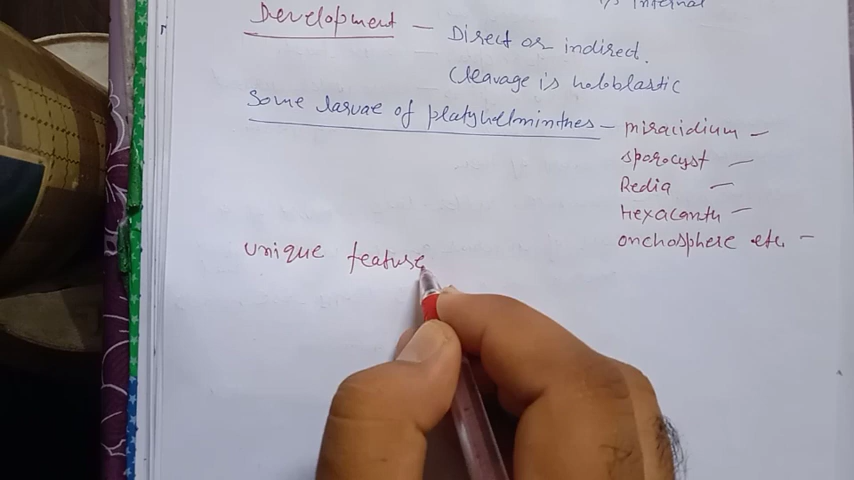 Internal
Development - Direct or indirect.
Cleavage is holoblastic
Some larvae of platyhelminthes - miracidium -
sporocyst -
Redia -
Hexacanth -
onchosphere etc. -
unique feature